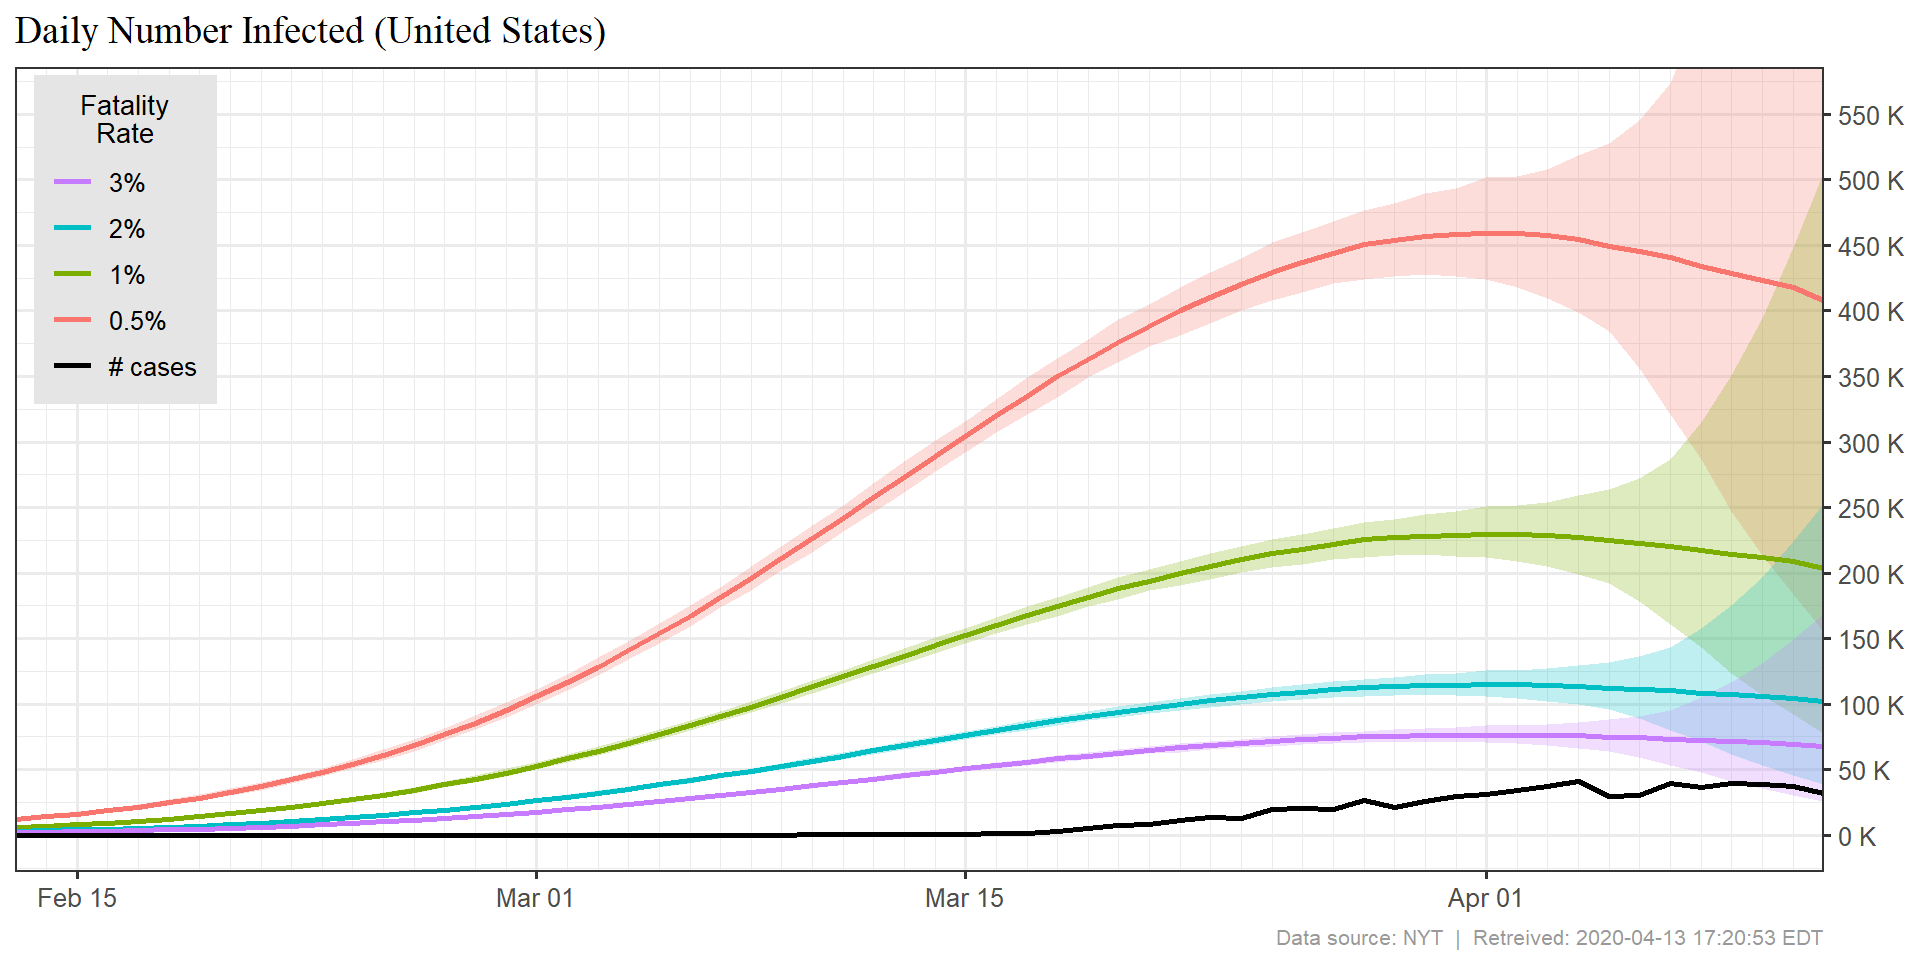 Daily Number Infected (United States)
Fatality
Rate
3%
2%
1%
0.5%
# cases
550 K
500 K
450 K
400 K
350 K
300 K
250 K
200 K
150 K
100 K
50 K
0 K
Feb 15
Mar 01
Mar 15
Apr 01
Data source: NYT | Retreived: 2020-04-13 17:20:53 EDT